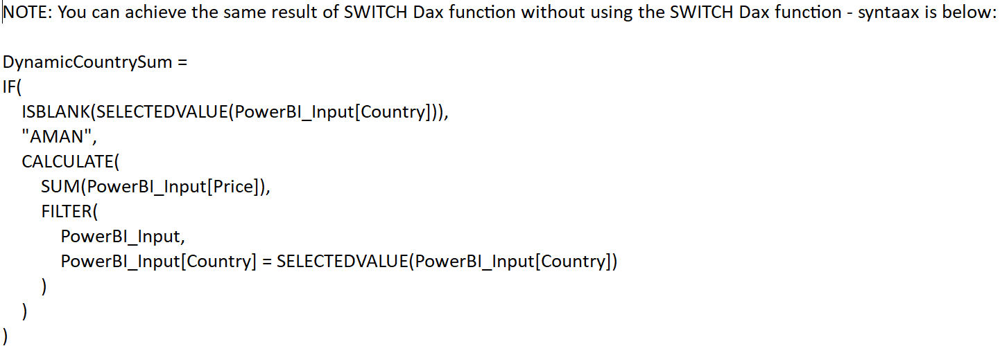 NOTE: You can achieve the same result of SWITCH Dax function without using the SWITCH Dax function - syntaax is below:
DynamicCountrySum =
IF(
ISBLANK(SELECTEDVALUE(PowerBI_Input[Country])),
"AMAN",
CALCULATE(
SUM(PowerBI_Input[Price]),
FILTER(
PowerBI_Input,
PowerBI_Input[Country] = SELECTEDVALUE(PowerBI_Input[Country])
)
)
)